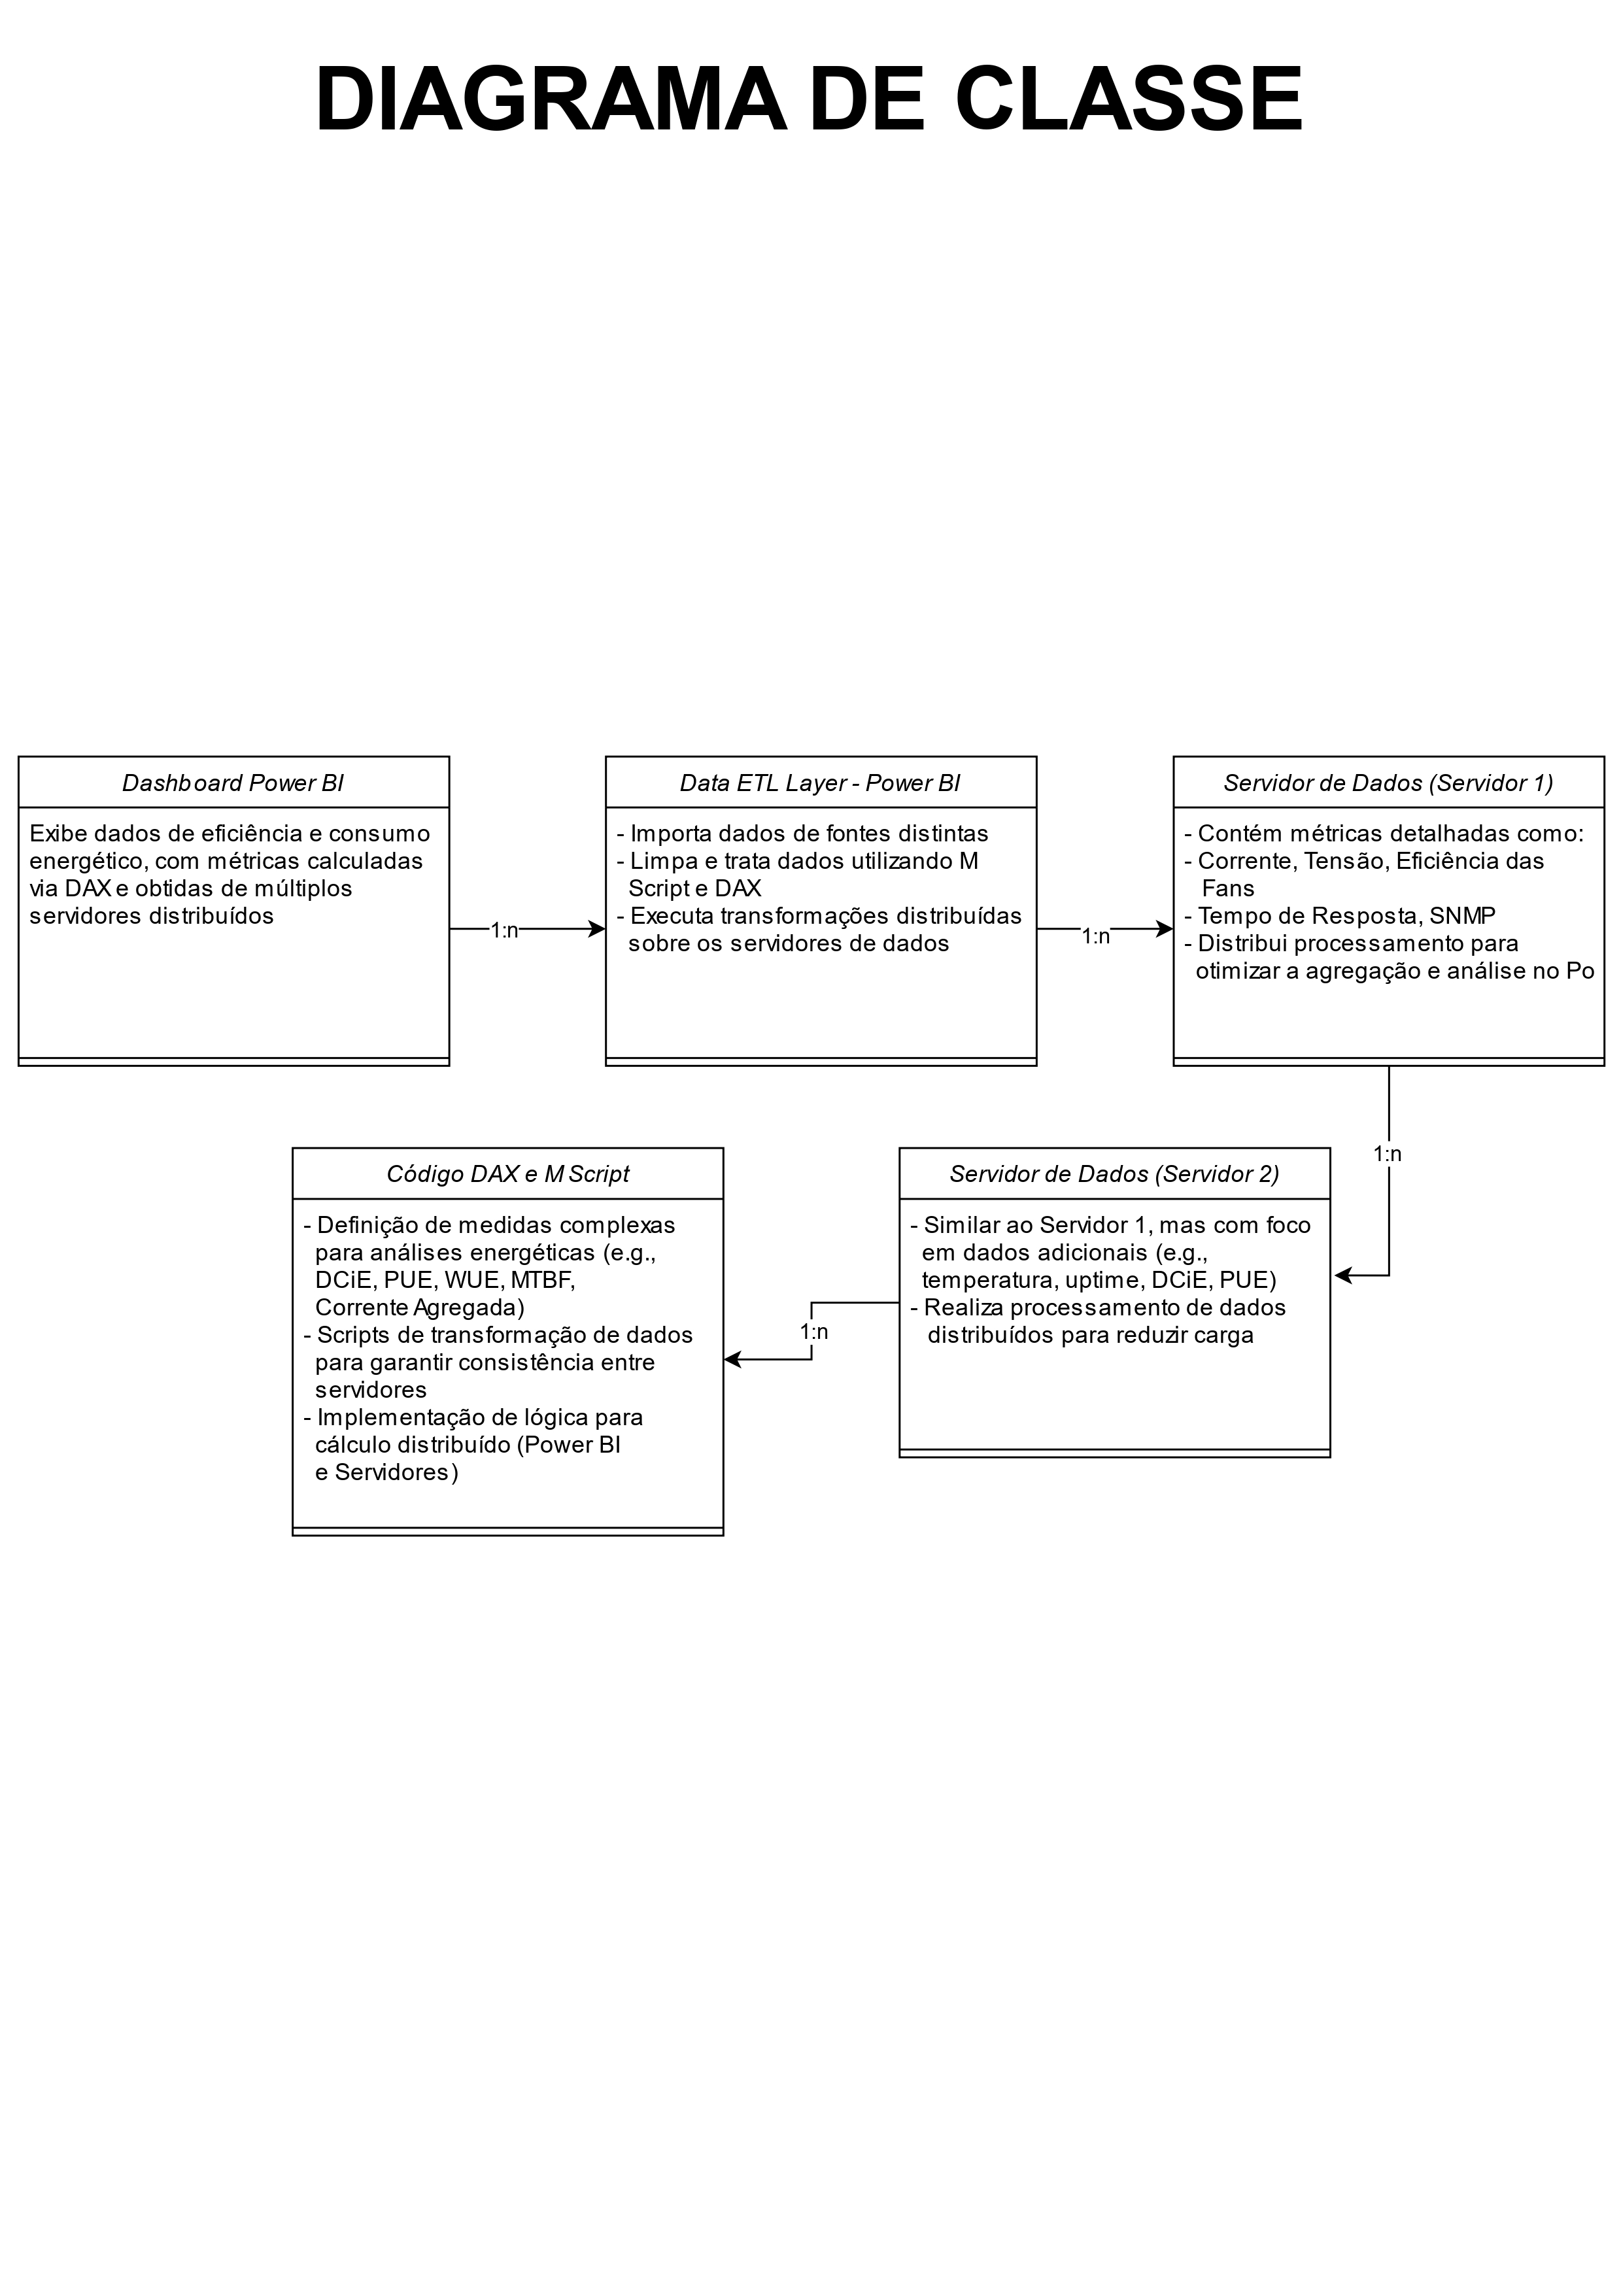 DIAGRAMA DE CLASSE
Dashboard Power BI
Exibe dados de eficiência e consumo
energético, com métricas calculadas
via DAX e obtidas de múltiplos
servidores distribuídos
1:n
Data ETL Layer - Power BI
- Importa dados de fontes distintas
- Limpa e trata dados utilizando M
Script e DAX
- Executa transformações distribuídas
sobre os servidores de dados
1:n
Servidor de Dados (Servidor 1)
- Contém métricas detalhadas como:
- Corrente, Tensão, Eficiência das
Fans
- Tempo de Resposta, SNMP
- Distribui processamento para
otimizar a agregação e análise no Po
1:n
Servidor de Dados (Servidor 2)
- Similar ao Servidor 1, mas com foco
em dados adicionais (e.g.,
temperatura, uptime, DCiE, PUE)
- Realiza processamento de dados
distribuídos para reduzir carga
1:n
Código DAX e M Script
- Definição de medidas complexas
para análises energéticas (e.g.,
DCiE, PUE, WUE, MTBF,
Corrente Agregada)
- Scripts de transformação de dados
para garantir consistência entre
servidores
- Implementação de lógica para
cálculo distribuído (Power BI
e Servidores)